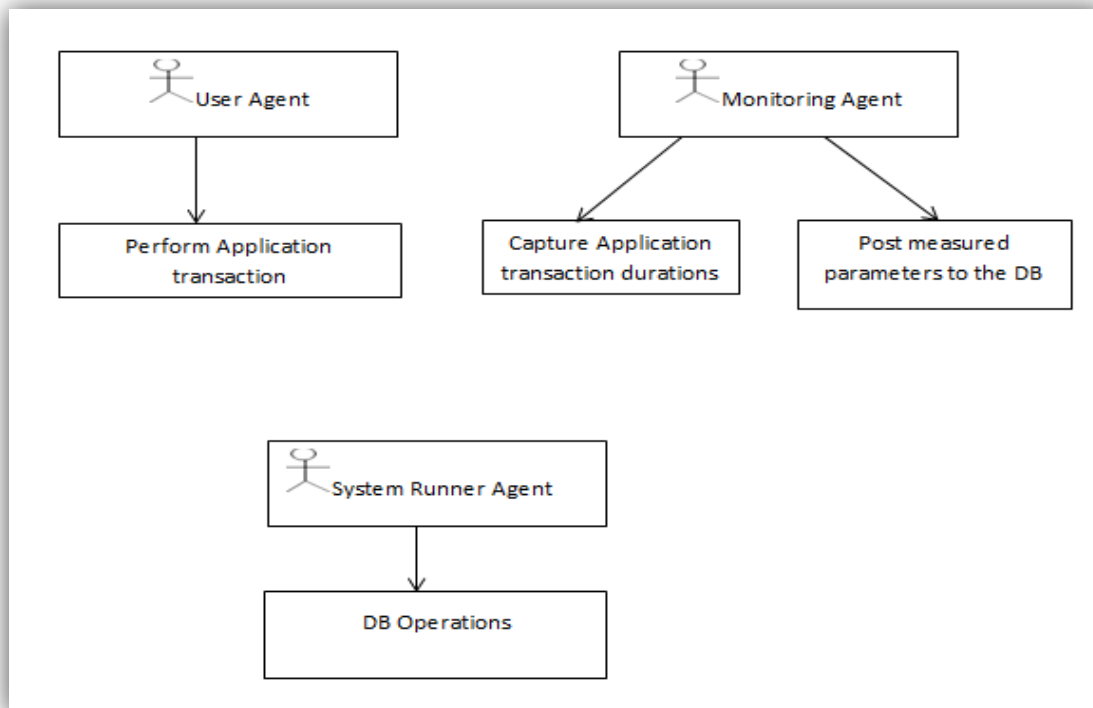 User Agent
Monitoring Agent
Perform Application
transaction
Capture Application
transaction durations
Post measured
parameters to the DB
System Runner Agent
DB Operations